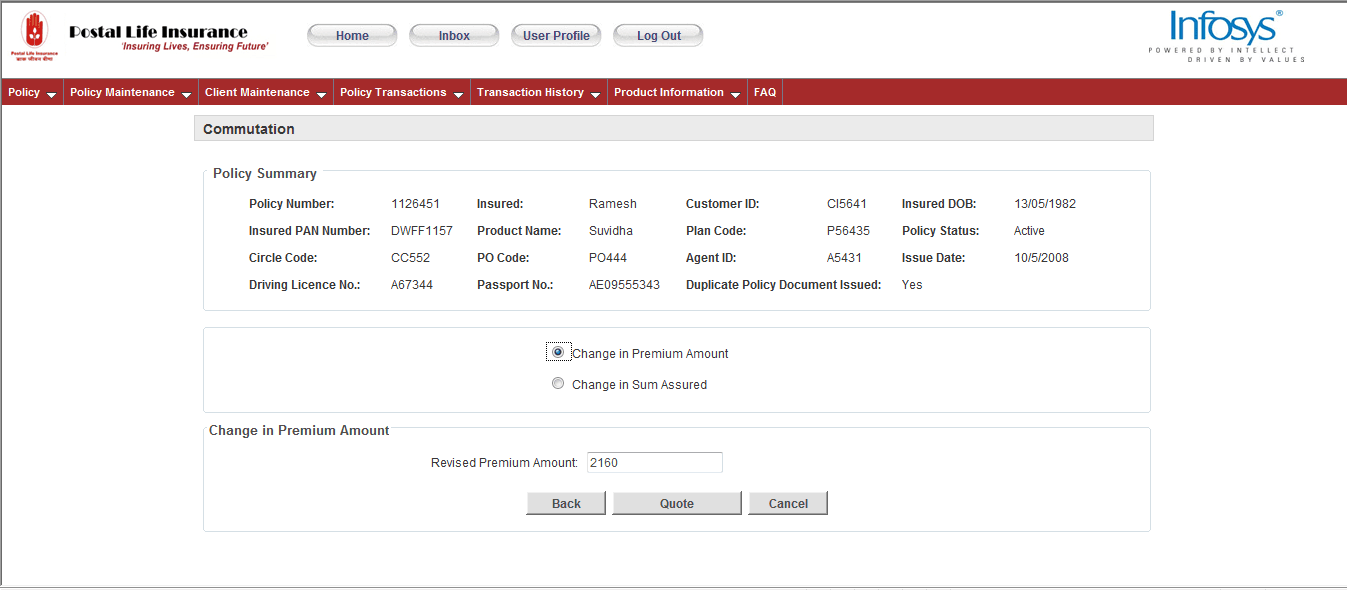 Postal Life Insurance
'Insuring Lives, Ensuring Future'
Postal Life Insurance
डाक जीवन बीमा
Home Inbox User Profile Log Out
Infosys®
POWERED BY INTELLECT
DRIVEN BY VALUES
Policy Policy Maintenance Client Maintenance Policy Transactions Transaction History Product Information FAQ
Commutation
Policy Summary
Policy Number: 1126451 Insured: Ramesh Customer ID: CI5641 Insured DOB: 13/05/1982
Insured PAN Number: DWFF1157 Product Name: Suvidha Plan Code: P56435 Policy Status: Active
Circle Code: CC552 PO Code: PO444 Agent ID: A5431 Issue Date: 10/5/2008
Driving Licence No.: A67344 Passport No.: AE09555343 Duplicate Policy Document Issued: Yes
Change in Premium Amount
Change in Sum Assured
Change in Premium Amount
Revised Premium Amount: 2160
Back Quote Cancel